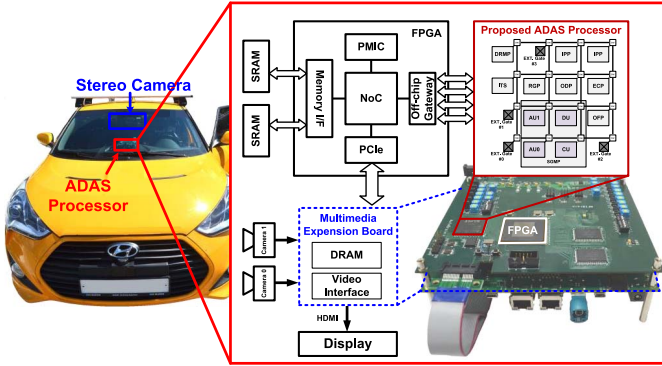 Stereo Camera
ADAS
Processor
FPGA
SRAM
SRAM
Memory I/F
PMIC
NoC
PCIe
Off-chip
Gateway
Proposed ADAS Processor
DRMP
EXT. Gate
#3
IPP
IPP
ITS
RGP
ODP
ECP
EXT. Gate
#1
AU1
DU
OFP
EXT. Gate
#0
AU0
CU
EXT. Gate
#2
SGMP
Multimedia
Expension Board
DRAM
Video
Interface
Camera 1
Camera 0
HDMI
Display
FPGA